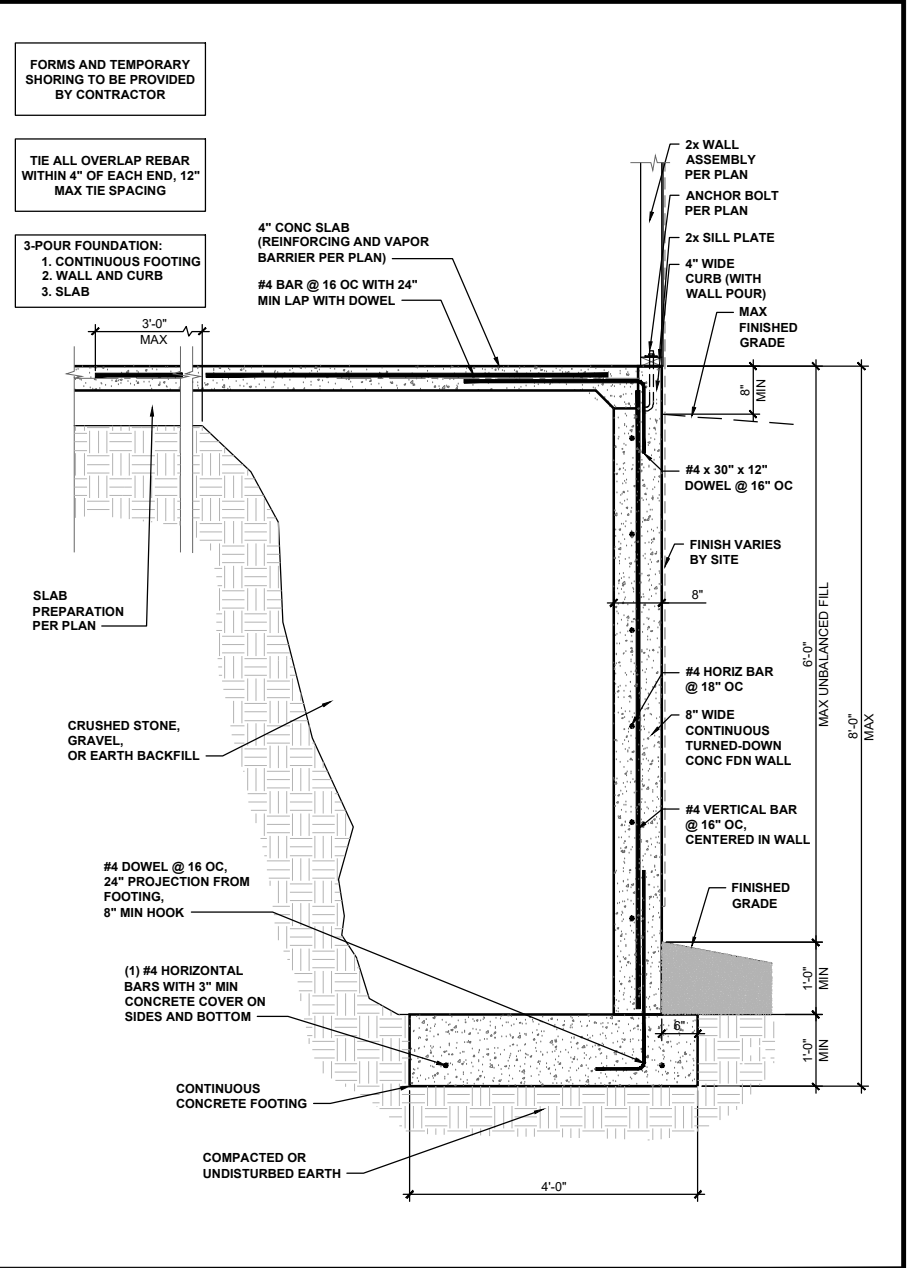 FORMS AND TEMPORARY
SHORING TO BE PROVIDED
BY CONTRACTOR
TIE ALL OVERLAP REBAR
WITHIN 4" OF EACH END, 12"
MAX TIE SPACING
3-POUR FOUNDATION:
1. CONTINUOUS FOOTING
2. WALL AND CURB
3. SLAB
3'-0"
MAX
4" CONC SLAB
(REINFORCING AND VAPOR
BARRIER PER PLAN)
#4 BAR @ 16 OC WITH 24"
MIN LAP WITH DOWEL
2x WALL
ASSEMBLY
PER PLAN
ANCHOR BOLT
PER PLAN
2x SILL PLATE
4" WIDE
CURB (WITH
WALL POUR)
MAX
FINISHED
GRADE
8"
MIN
#4 x 30" x 12"
DOWEL @ 16" OC
FINISH VARIES
BY SITE
8"
SLAB
PREPARATION
PER PLAN
6'-0"
MAX UNBALANCED FILL
8'-0"
MAX
#4 HORIZ BAR
@ 18" OC
8" WIDE
CONTINUOUS
TURNED-DOWN
CONC FDN WALL
CRUSHED STONE,
GRAVEL,
OR EARTH BACKFILL
#4 VERTICAL BAR
@ 16" OC,
CENTERED IN WALL
#4 DOWEL @ 16 OC,
24" PROJECTION FROM
FOOTING,
8" MIN HOOK
FINISHED
GRADE
(1) #4 HORIZONTAL
BARS WITH 3" MIN
CONCRETE COVER ON
SIDES AND BOTTOM
1'-0"
MIN
6"
1'-0"
MIN
CONTINUOUS
CONCRETE FOOTING
COMPACTED OR
UNDISTURBED EARTH
4'-0"